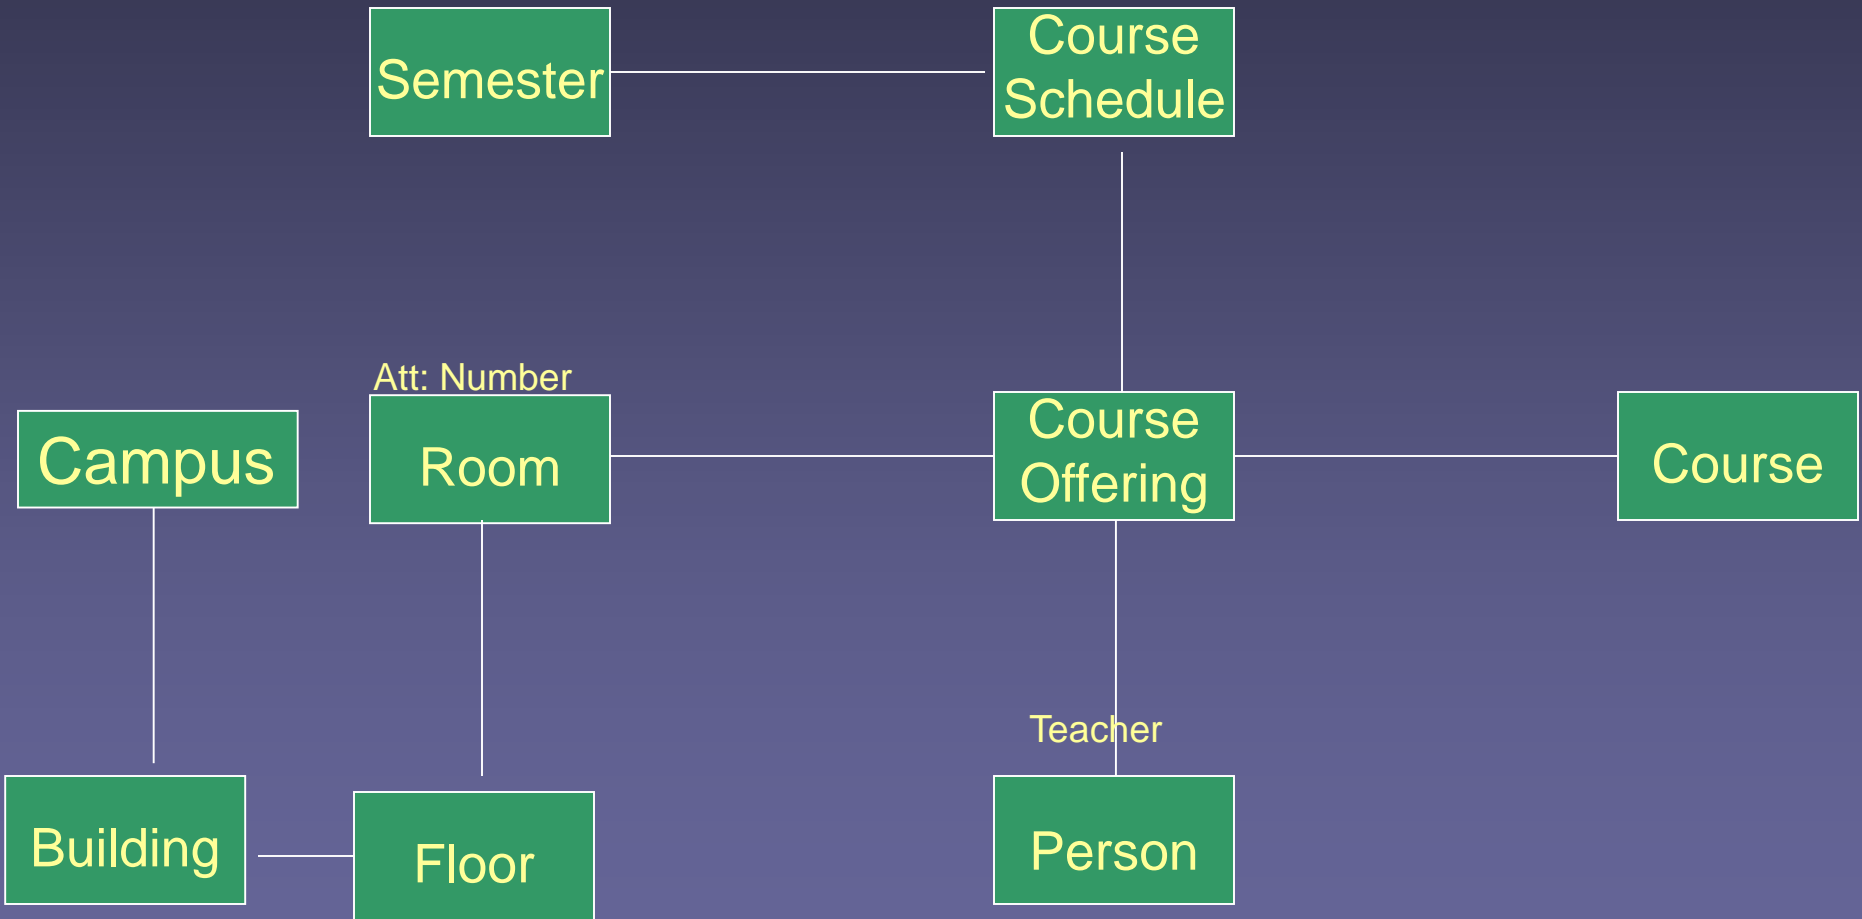 Semester
Course
Schedule
Att: Number
Campus
Room
Course
Offering
Course
Teacher
Building
Floor
Person